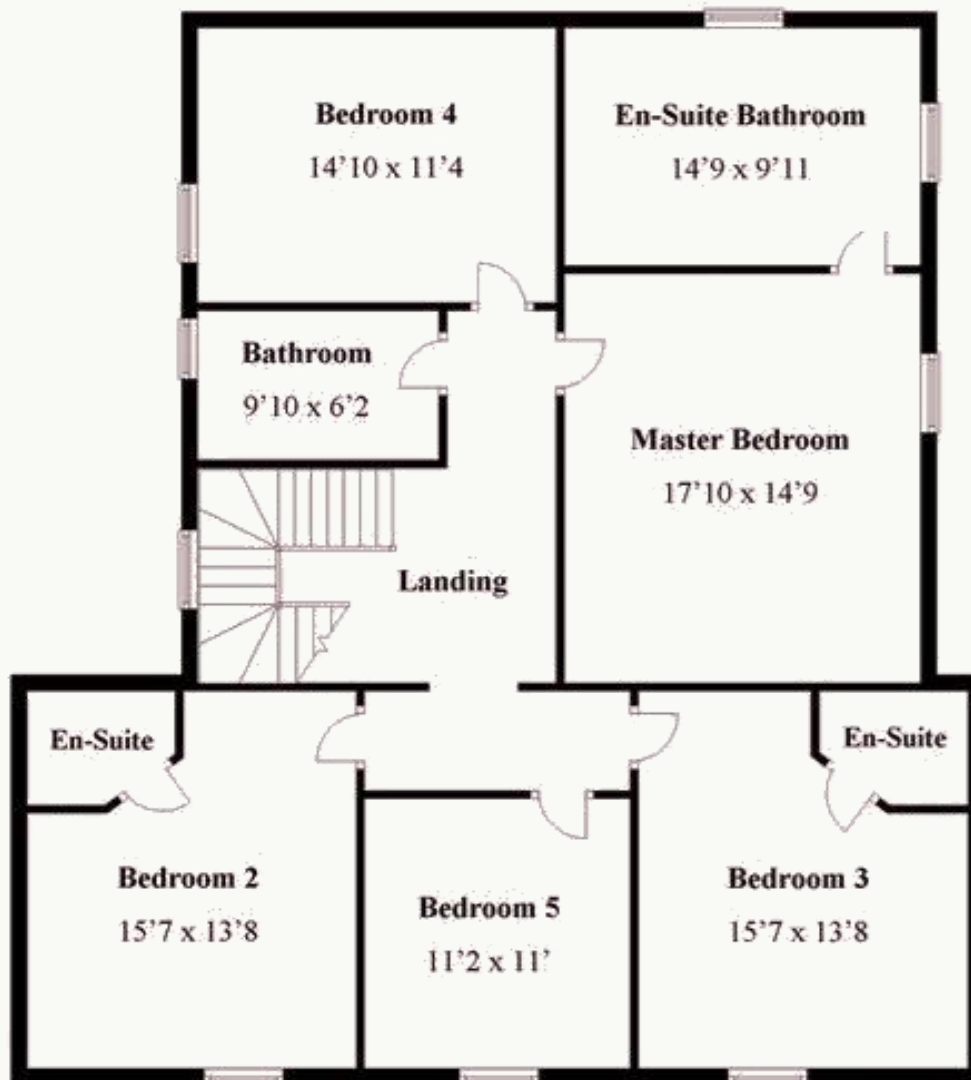 Bedroom 4
14'10 x 11'4
En-Suite Bathroom
14'9 x 9'11
Bathroom
9'10 x 6'2
Master Bedroom
17'10 x 14'9
Landing
En-Suite
En-Suite
Bedroom 2
15'7 x 13'8
Bedroom 5
11'2 x 11'
Bedroom 3
15'7 x 13'8